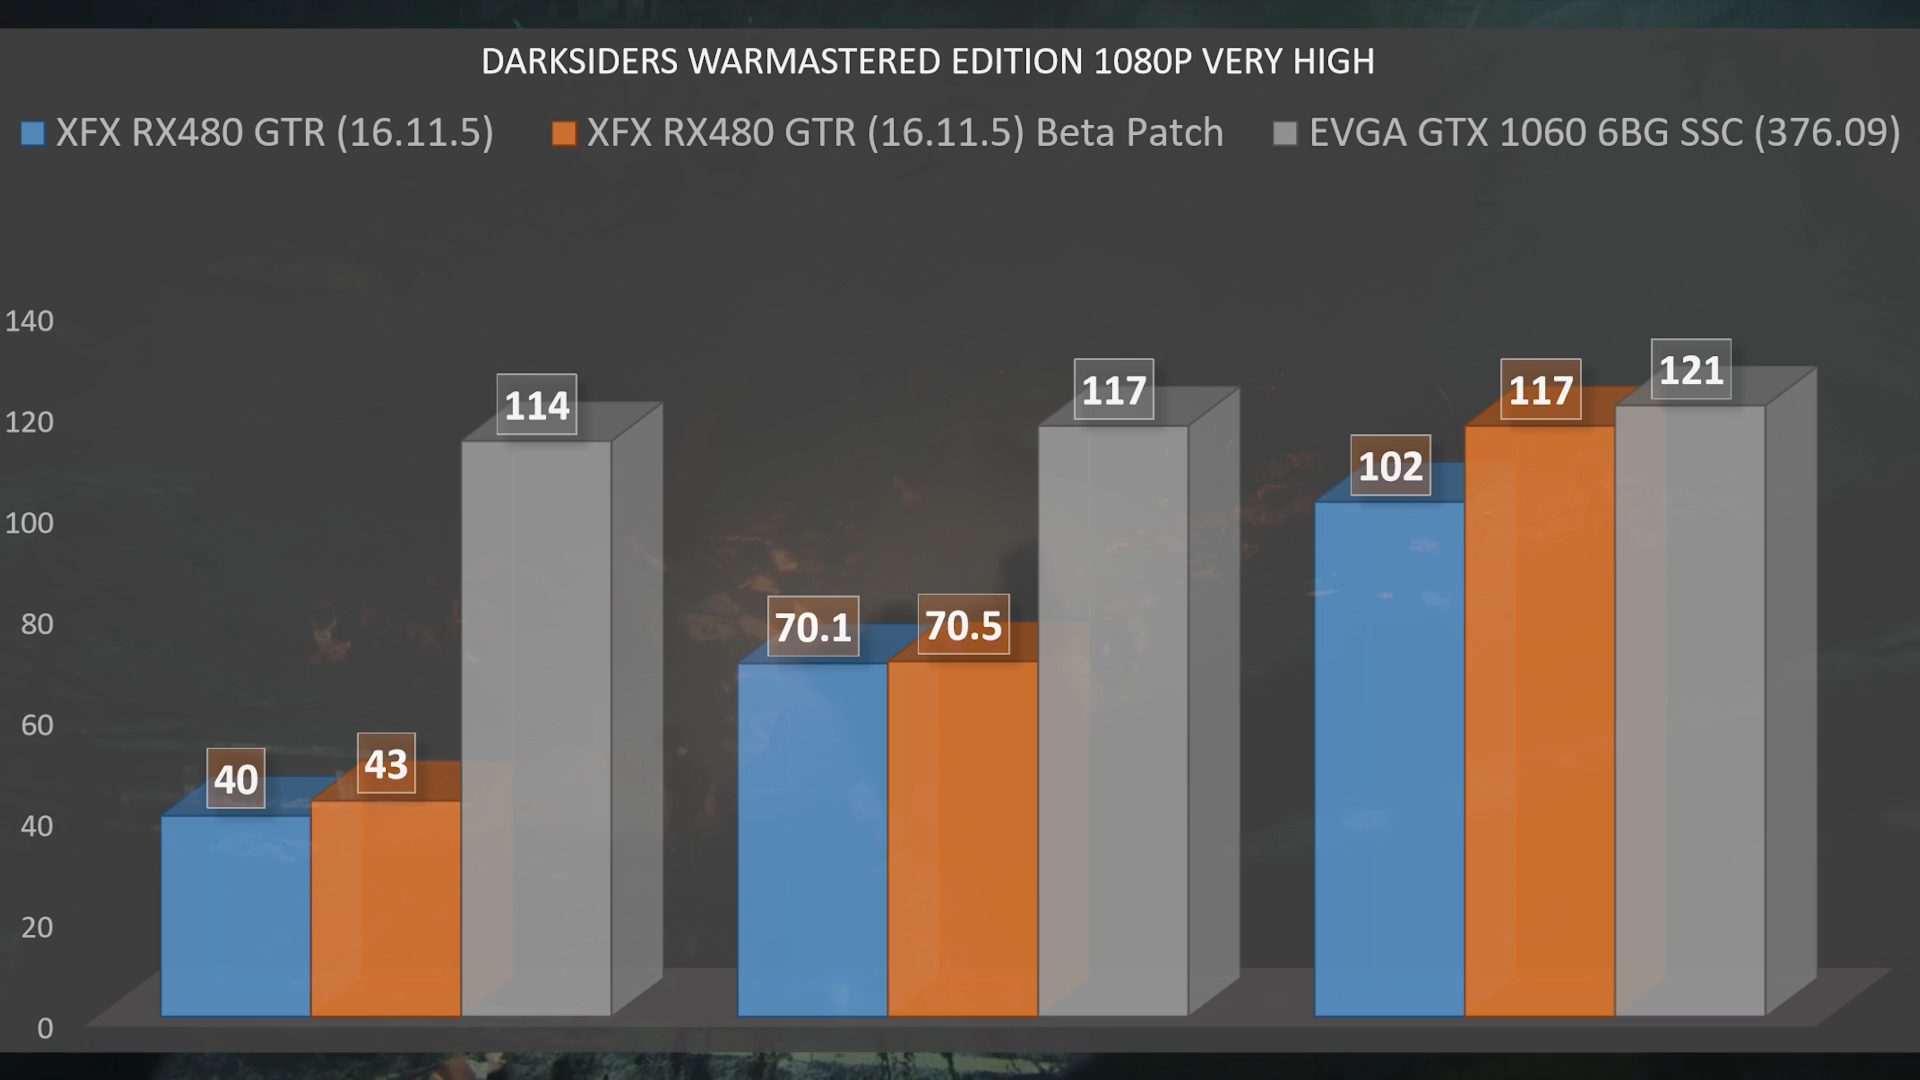 DARKSIDERS WARMASTERED EDITION 1080P VERY HIGH
XFX RX480 GTR (16.11.5) XFX RX480 GTR (16.11.5) Beta Patch EVGA GTX 1060 6BG SSC (376.09)
140
120
100
80
60
40
20
0
40 43 114
70.1 70.5 117
102 117 121